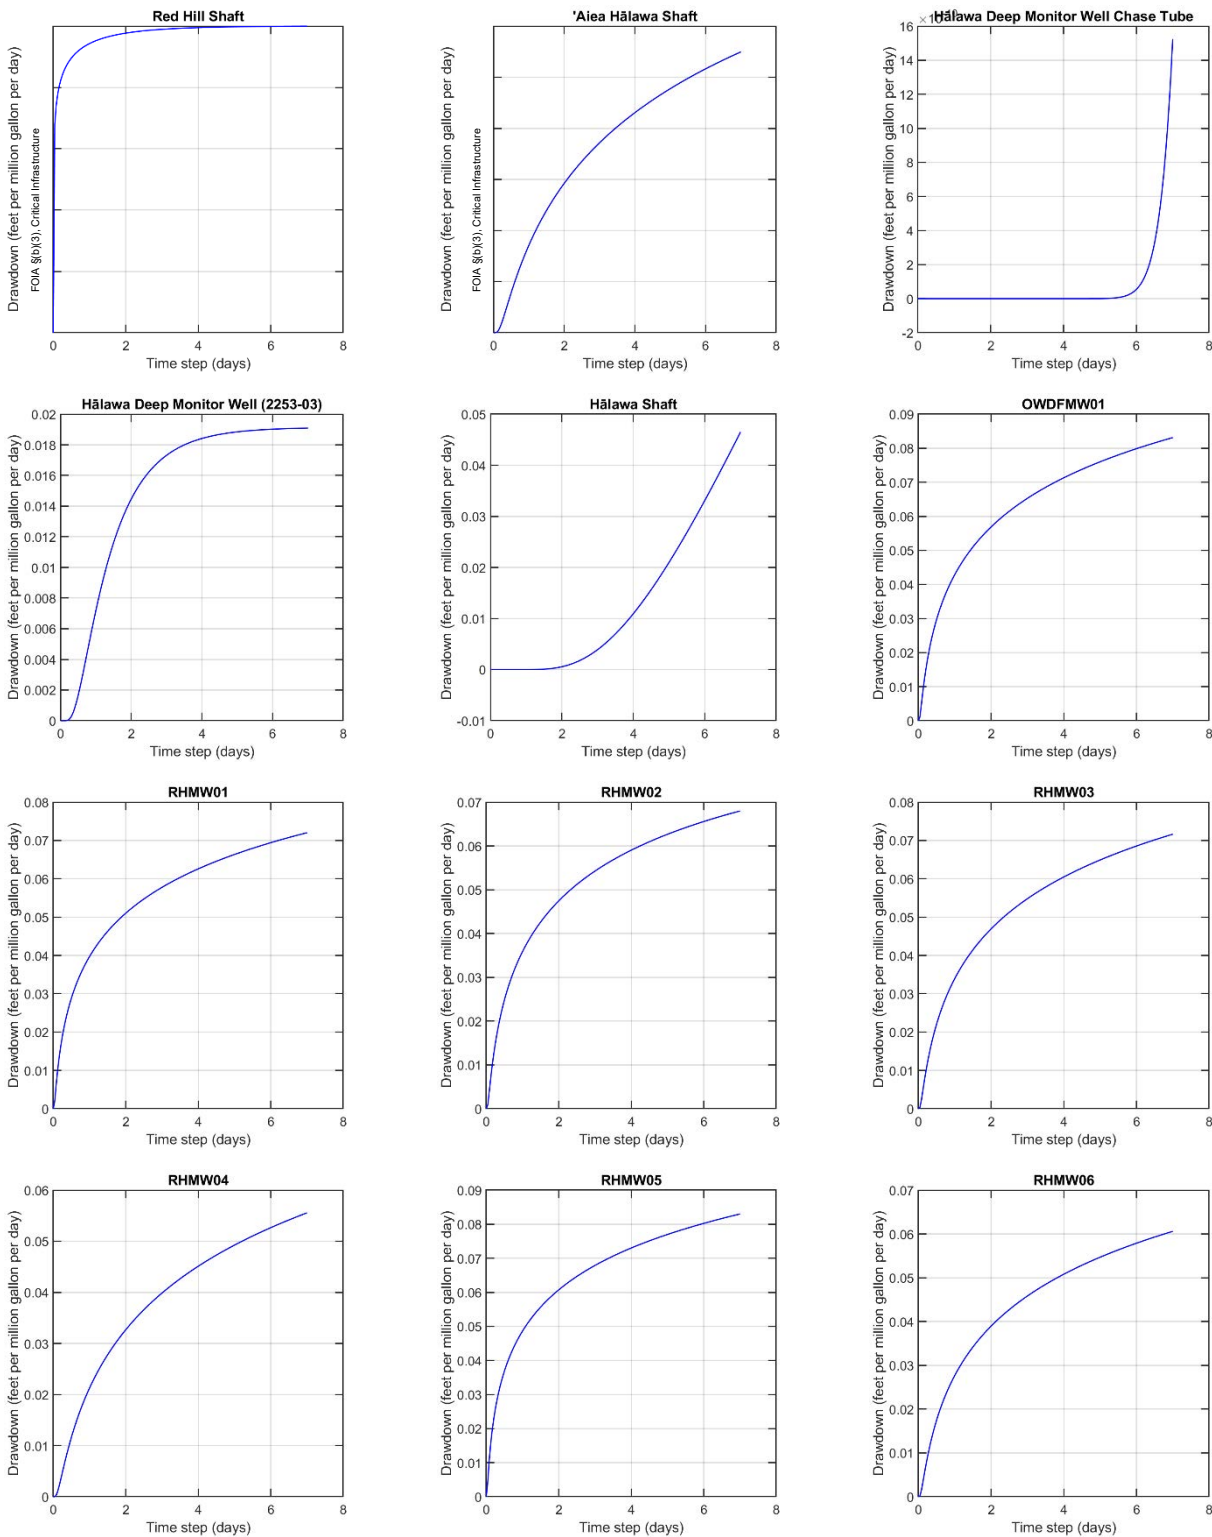 Red Hill Shaft
Drawdown (feet per million gallon per day)
FOIA §(b)(3), Critical Infrastructure
0 2 4 6 8
Time step (days)
'Aiea Hālawa Shaft
Drawdown (feet per million gallon per day)
FOIA §(b)(3), Critical Infrastructure
0 2 4 6 8
Time step (days)
Hālawa Deep Monitor Well Chase Tube
Drawdown (feet per million gallon per day)
16
14
12
10
8
6
4
2
0
-2
0 2 4 6 8
Time step (days)
Hālawa Deep Monitor Well (2253-03)
Drawdown (feet per million gallon per day)
0.02
0.018
0.016
0.014
0.012
0.01
0.008
0.006
0.004
0.002
0
0 2 4 6 8
Time step (days)
Hālawa Shaft
Drawdown (feet per million gallon per day)
0.05
0.04
0.03
0.02
0.01
0
-0.01
0 2 4 6 8
Time step (days)
OWDFMW01
Drawdown (feet per million gallon per day)
0.09
0.08
0.07
0.06
0.05
0.04
0.03
0.02
0.01
0
0 2 4 6 8
Time step (days)
RHMW01
Drawdown (feet per million gallon per day)
0.08
0.07
0.06
0.05
0.04
0.03
0.02
0.01
0
0 2 4 6 8
Time step (days)
RHMW02
Drawdown (feet per million gallon per day)
0.07
0.06
0.05
0.04
0.03
0.02
0.01
0
0 2 4 6 8
Time step (days)
RHMW03
Drawdown (feet per million gallon per day)
0.08
0.07
0.06
0.05
0.04
0.03
0.02
0.01
0
0 2 4 6 8
Time step (days)
RHMW04
Drawdown (feet per million gallon per day)
0.06
0.05
0.04
0.03
0.02
0.01
0
0 2 4 6 8
Time step (days)
RHMW05
Drawdown (feet per million gallon per day)
0.09
0.08
0.07
0.06
0.05
0.04
0.03
0.02
0.01
0
0 2 4 6 8
Time step (days)
RHMW06
Drawdown (feet per million gallon per day)
0.07
0.06
0.05
0.04
0.03
0.02
0.01
0
0 2 4 6 8
Time step (days)